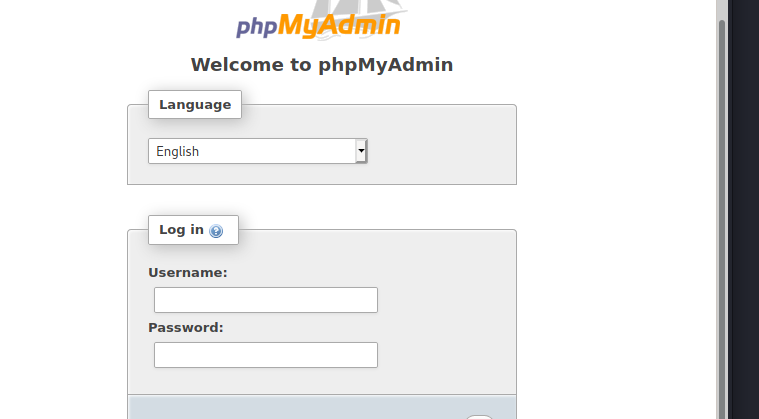 phpMyAdmin
Welcome to phpMyAdmin
Language
English
Log in
Username:
Password: